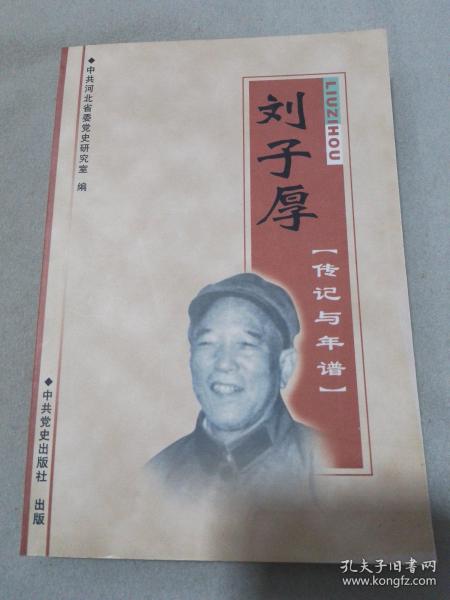 ◆中共河北省委党史研究室 编
LIUZIHOU
刘子厚
【传记与年谱】
◆中共党史出版社 出版
孔夫子旧书网
www.kongfz.com